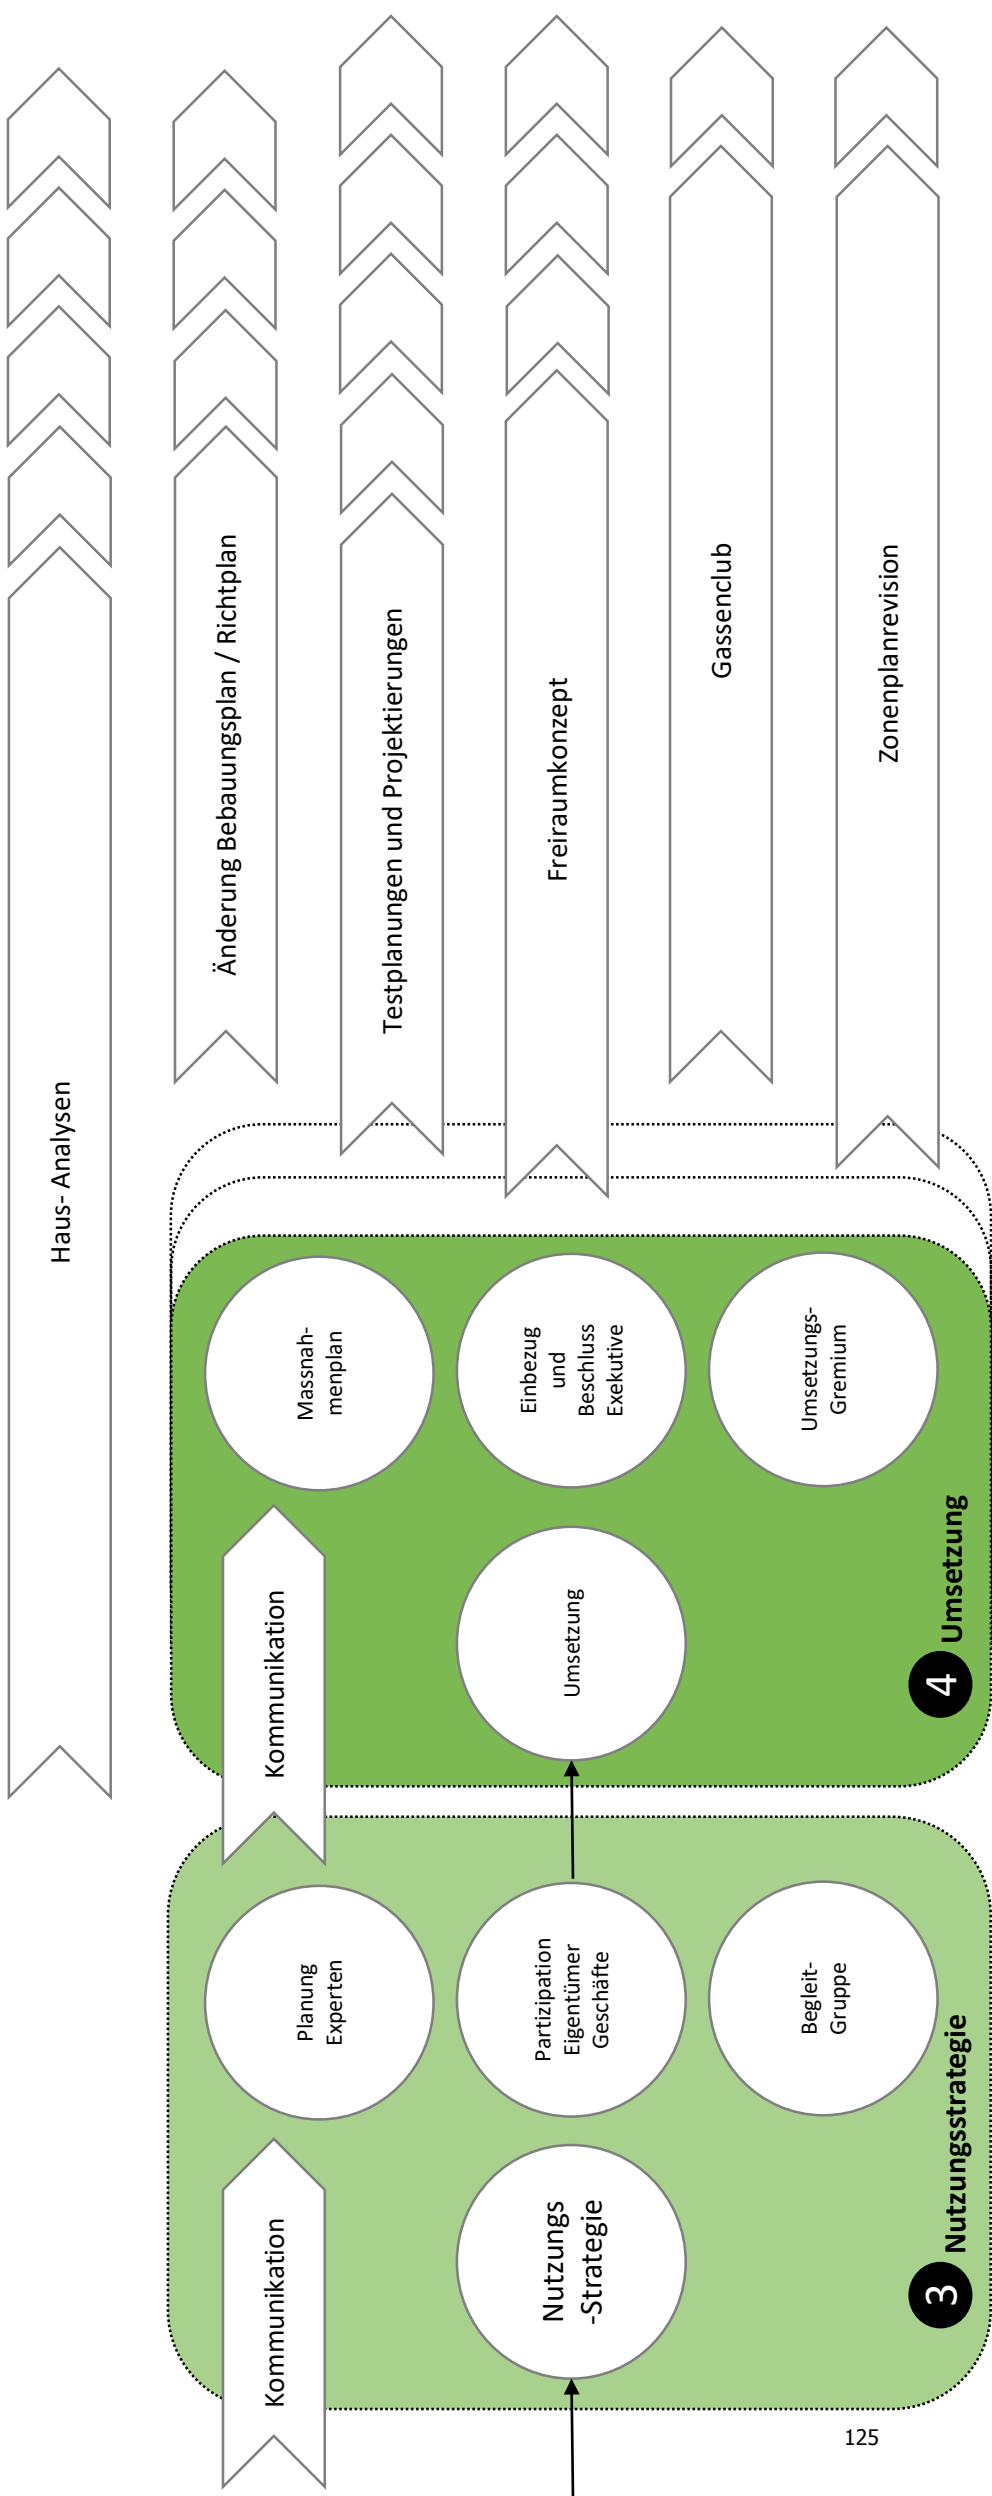 Haus- Analysen
Änderung Bebauungsplan / Richtplan
Testplanungen und Projektierungen
Freiraumkonzept
Gassenclub
Zonenplanrevision
Kommunikation
Nutzungs
-Strategie
Planung
Experten
Partizipation
Eigentümer
Geschäfte
Begleit-
Gruppe
3 Nutzungsstrategie
Kommunikation
Umsetzung
Massnah-
menplan
Einbezug
und
Beschluss
Exekutive
Umsetzungs-
Gremium
4 Umsetzung
125